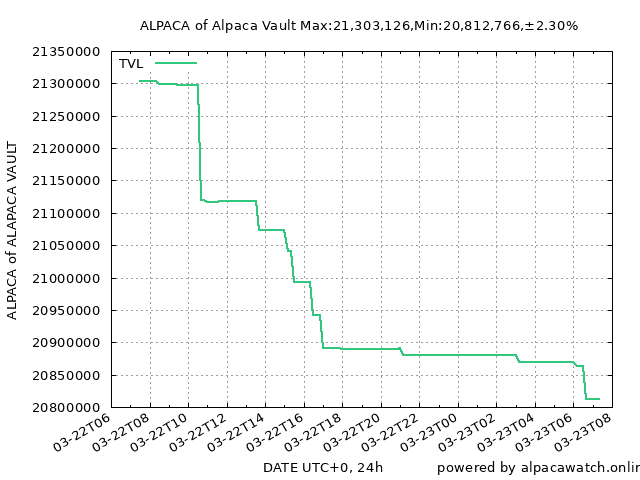 ALPACA of Alpaca Vault Max:21,303,126,Min:20,812,766,±2.30%
TVL
21350000
21300000
21250000
21200000
21150000
21100000
21050000
21000000
20950000
20900000
20850000
20800000
ALPACA of ALAPACA VAULT
03-22T06
03-22T08
03-22T10
03-22T12
03-22T14
03-22T16
03-22T18
03-22T20
03-22T22
03-23T00
03-23T02
03-23T04
03-23T06
03-23T08
DATE UTC+0, 24h
powered by alpacawatch.onlin